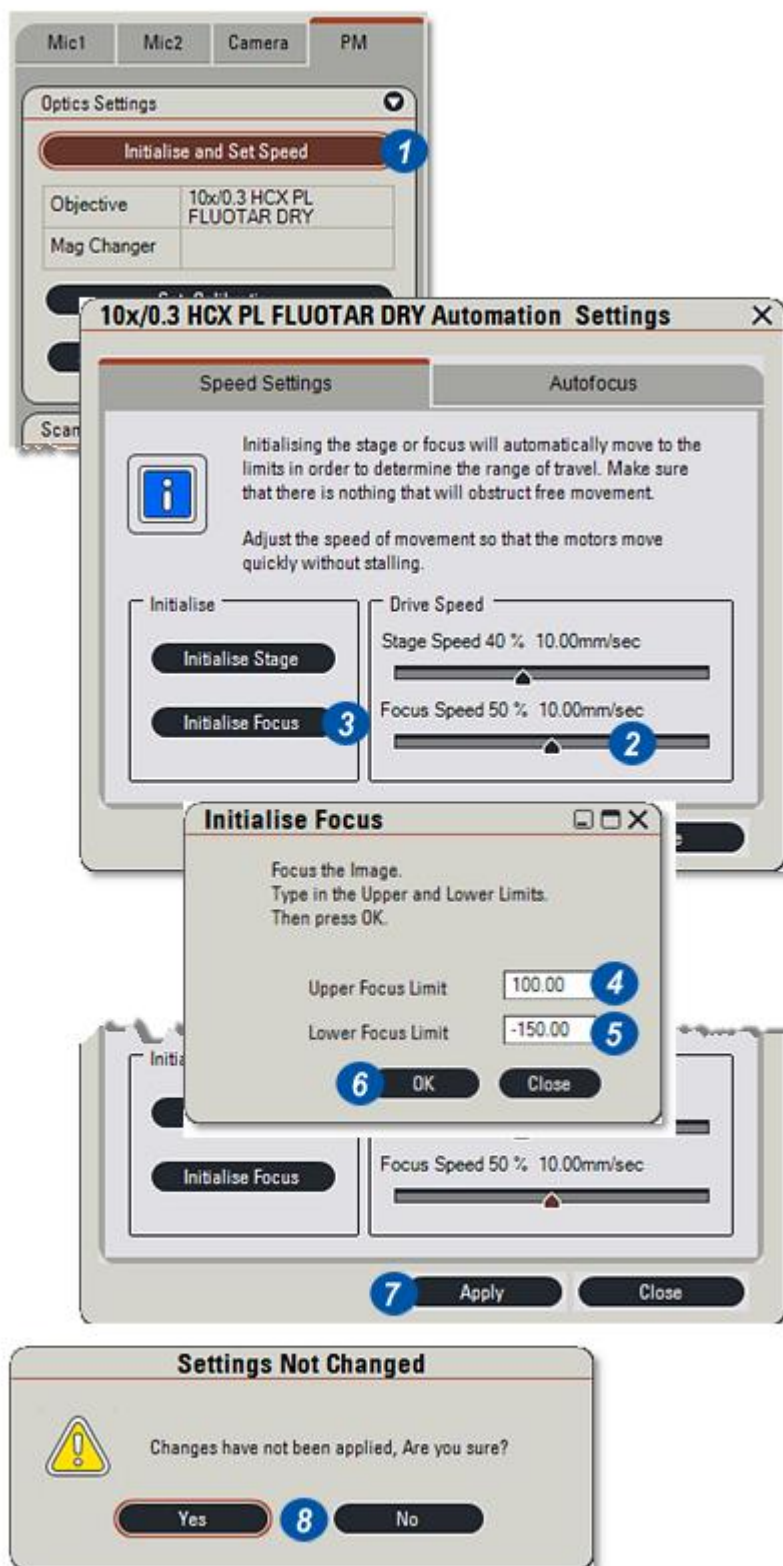 Mic1 Mic2 Camera PM
Optics Settings
Initialise and Set Speed 1
Objective 10x/0.3 HCX PL
FLUOTAR DRY
Mag Changer
10x/0.3 HCX PL FLUOTAR DRY Automation Settings
Scan
Speed Settings Autofocus
Initialising the stage or focus will automatically move to the
limits in order to determine the range of travel. Make sure
that there is nothing that will obstruct free movement.
Adjust the speed of movement so that the motors move
quickly without stalling.
Initialise
Initialise Stage
Initialise Focus 3
Drive Speed
Stage Speed 40 % 10.00mm/sec
Focus Speed 50 % 10.00mm/sec
2
Initialise Focus
Focus the Image.
Type in the Upper and Lower Limits.
Then press OK.
Upper Focus Limit 100.00 4
Lower Focus Limit -150.00 5
6 OK Close
Initia
Initialise Focus
Focus Speed 50 % 10.00mm/sec
7 Apply Close
Settings Not Changed
Changes have not been applied, Are you sure?
Yes 8 No